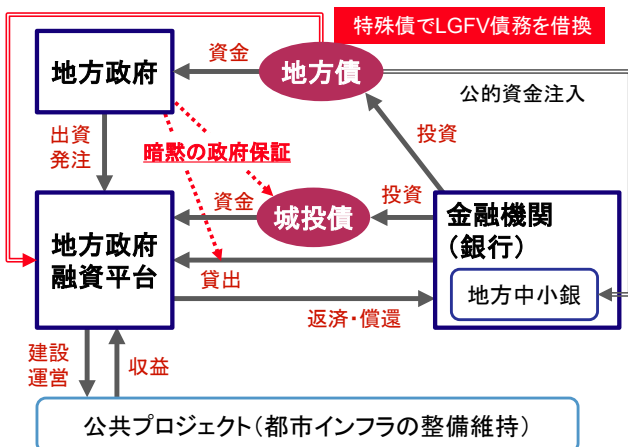 特殊債でLGFV債務を借換
地方政府
資金
地方債
公的資金注入
出資
発注
暗黙の政府保証
投資
地方政府
融資平台
資金
城投債
投資
金融機関
(銀行)
貸出
地方中小銀
返済・償還
建設
運営
収益
公共プロジェクト(都市インフラの整備維持)